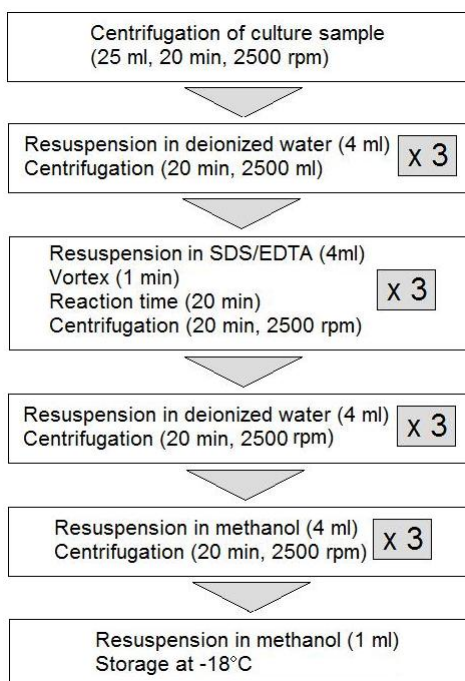 Centrifugation of culture sample
(25 ml, 20 min, 2500 rpm)
Resuspension in deionized water (4 ml)
Centrifugation (20 min, 2500 ml)
x 3
Resuspension in SDS/EDTA (4ml)
Vortex (1 min)
Reaction time (20 min)
Centrifugation (20 min, 2500 rpm)
x 3
Resuspension in deionized water (4 ml)
Centrifugation (20 min, 2500 rpm)
x 3
Resuspension in methanol (4 ml)
Centrifugation (20 min, 2500 rpm)
x 3
Resuspension in methanol (1 ml)
Storage at -18°C